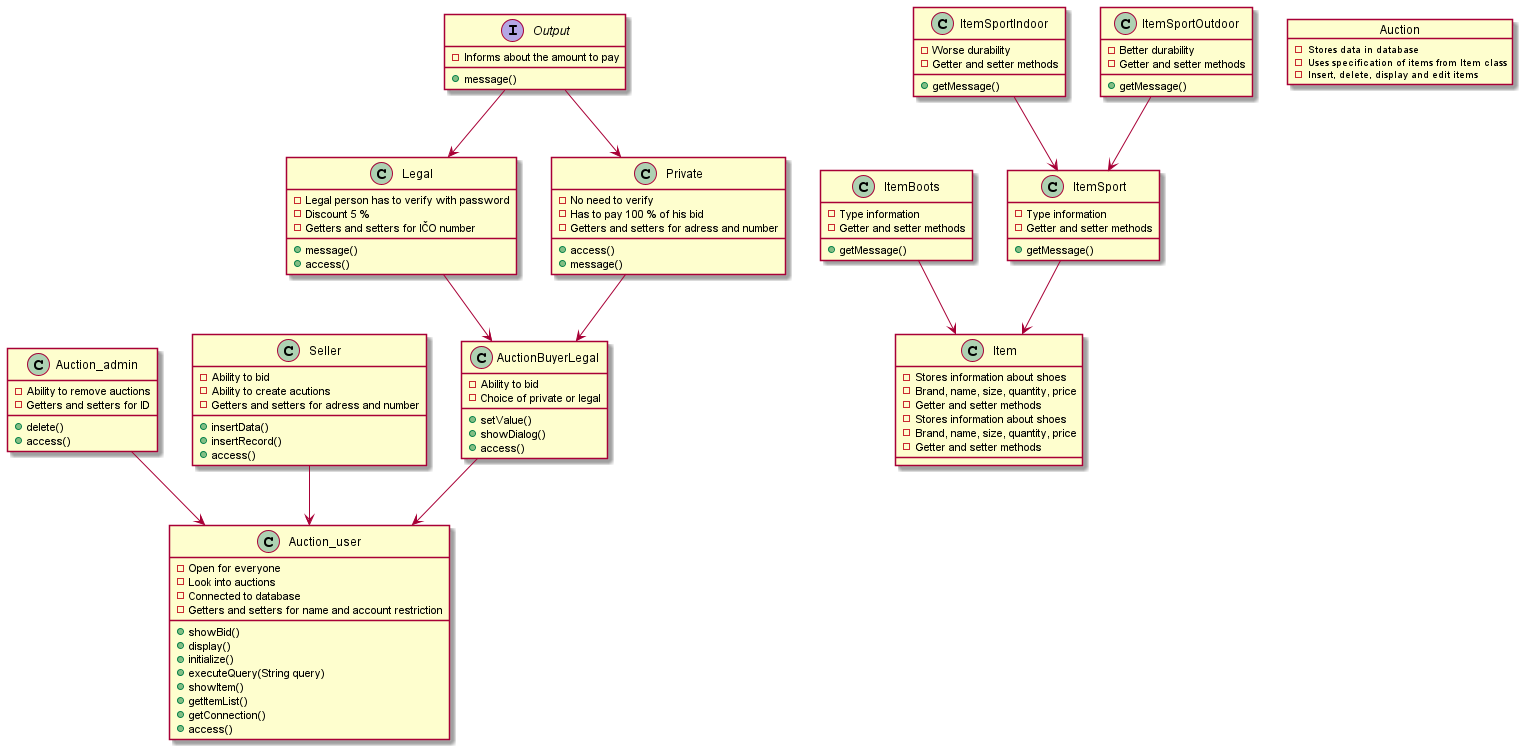 I Output
Informs about the amount to pay
message()
C ItemSportIndoor
Worse durability
Getter and setter methods
getMessage()
C ItemSportOutdoor
Better durability
Getter and setter methods
getMessage()
Auction
Stores data in database
Uses specification of items from Item class
Insert, delete, display and edit items
C Legal
Legal person has to verify with password
Discount 5 %
Getters and setters for IČO number
message()
access()
C Private
No need to verify
Has to pay 100 % of his bid
Getters and setters for adress and number
access()
message()
C ItemBoots
Type information
Getter and setter methods
getMessage()
C ItemSport
Type information
Getter and setter methods
getMessage()
C Auction_admin
Ability to remove auctions
Getters and setters for ID
delete()
access()
C Seller
Ability to bid
Ability to create acutions
Getters and setters for adress and number
insertData()
insertRecord()
access()
C AuctionBuyerLegal
Ability to bid
Choice of private or legal
setValue()
showDialog()
access()
C Item
Stores information about shoes
Brand, name, size, quantity, price
Getter and setter methods
Stores information about shoes
Brand, name, size, quantity, price
Getter and setter methods
C Auction_user
Open for everyone
Look into auctions
Connected to database
Getters and setters for name and account restriction
showBid()
display()
initialize()
executeQuery(String query)
showItem()
getItemList()
getConnection()
access()